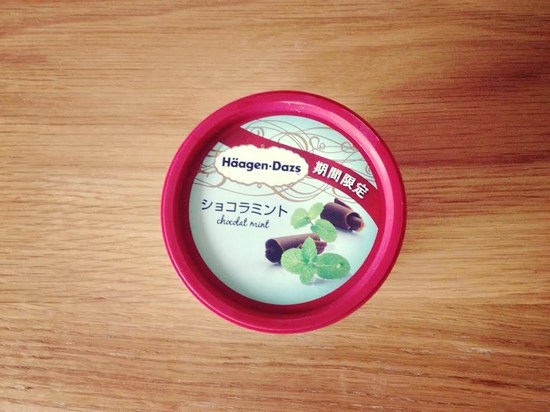 Häagen-Dazs
期間限定
ショコラミント
chocolat mint